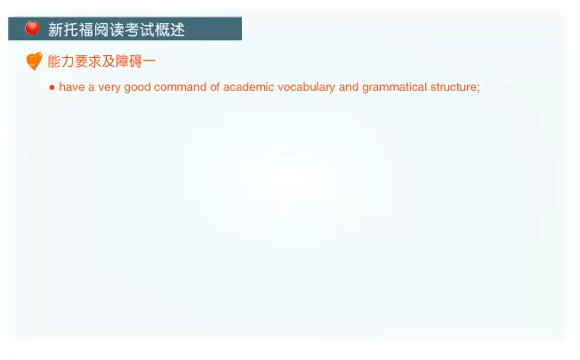 新托福阅读考试概述
能力要求及障碍一
● have a very good command of academic vocabulary and grammatical structure;